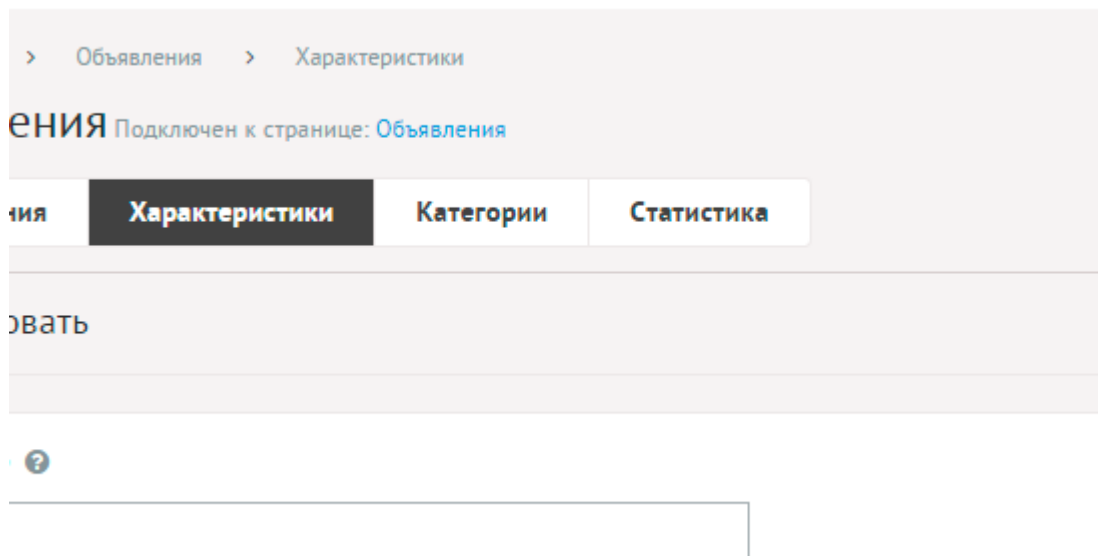 > Объявления > Характеристики
ения Подключен к странице: Объявления
ния Характеристики Категории Статистика
овать
?